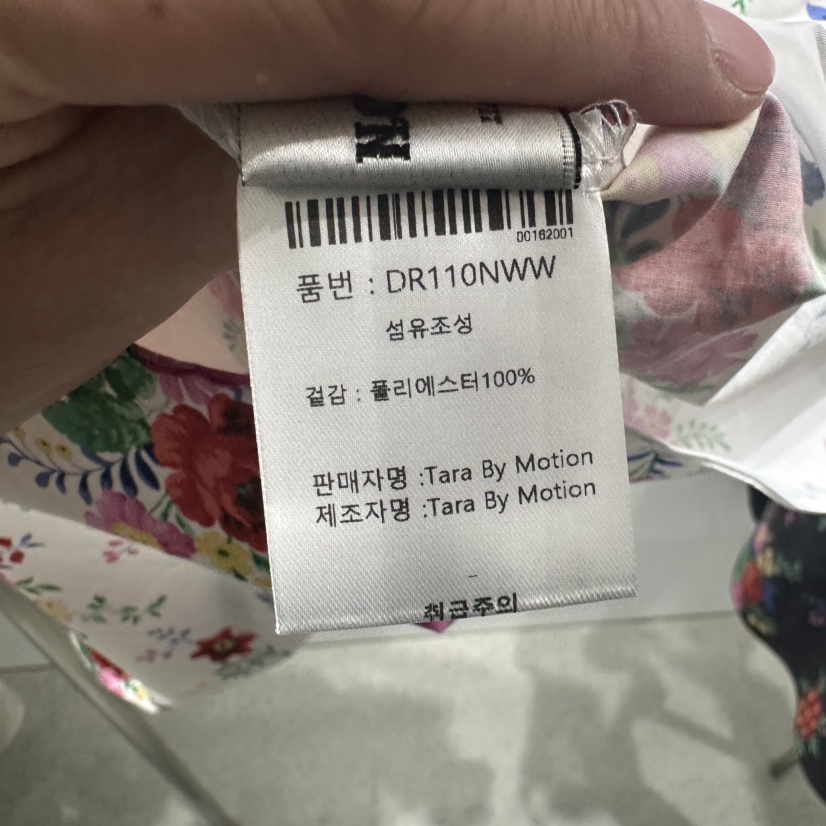 00162001
품번 : DR110NWW
섬유조성
겉감 : 폴리에스터100%
판매자명 :Tara By Motion
제조자명 :Tara By Motion
-
취급주의